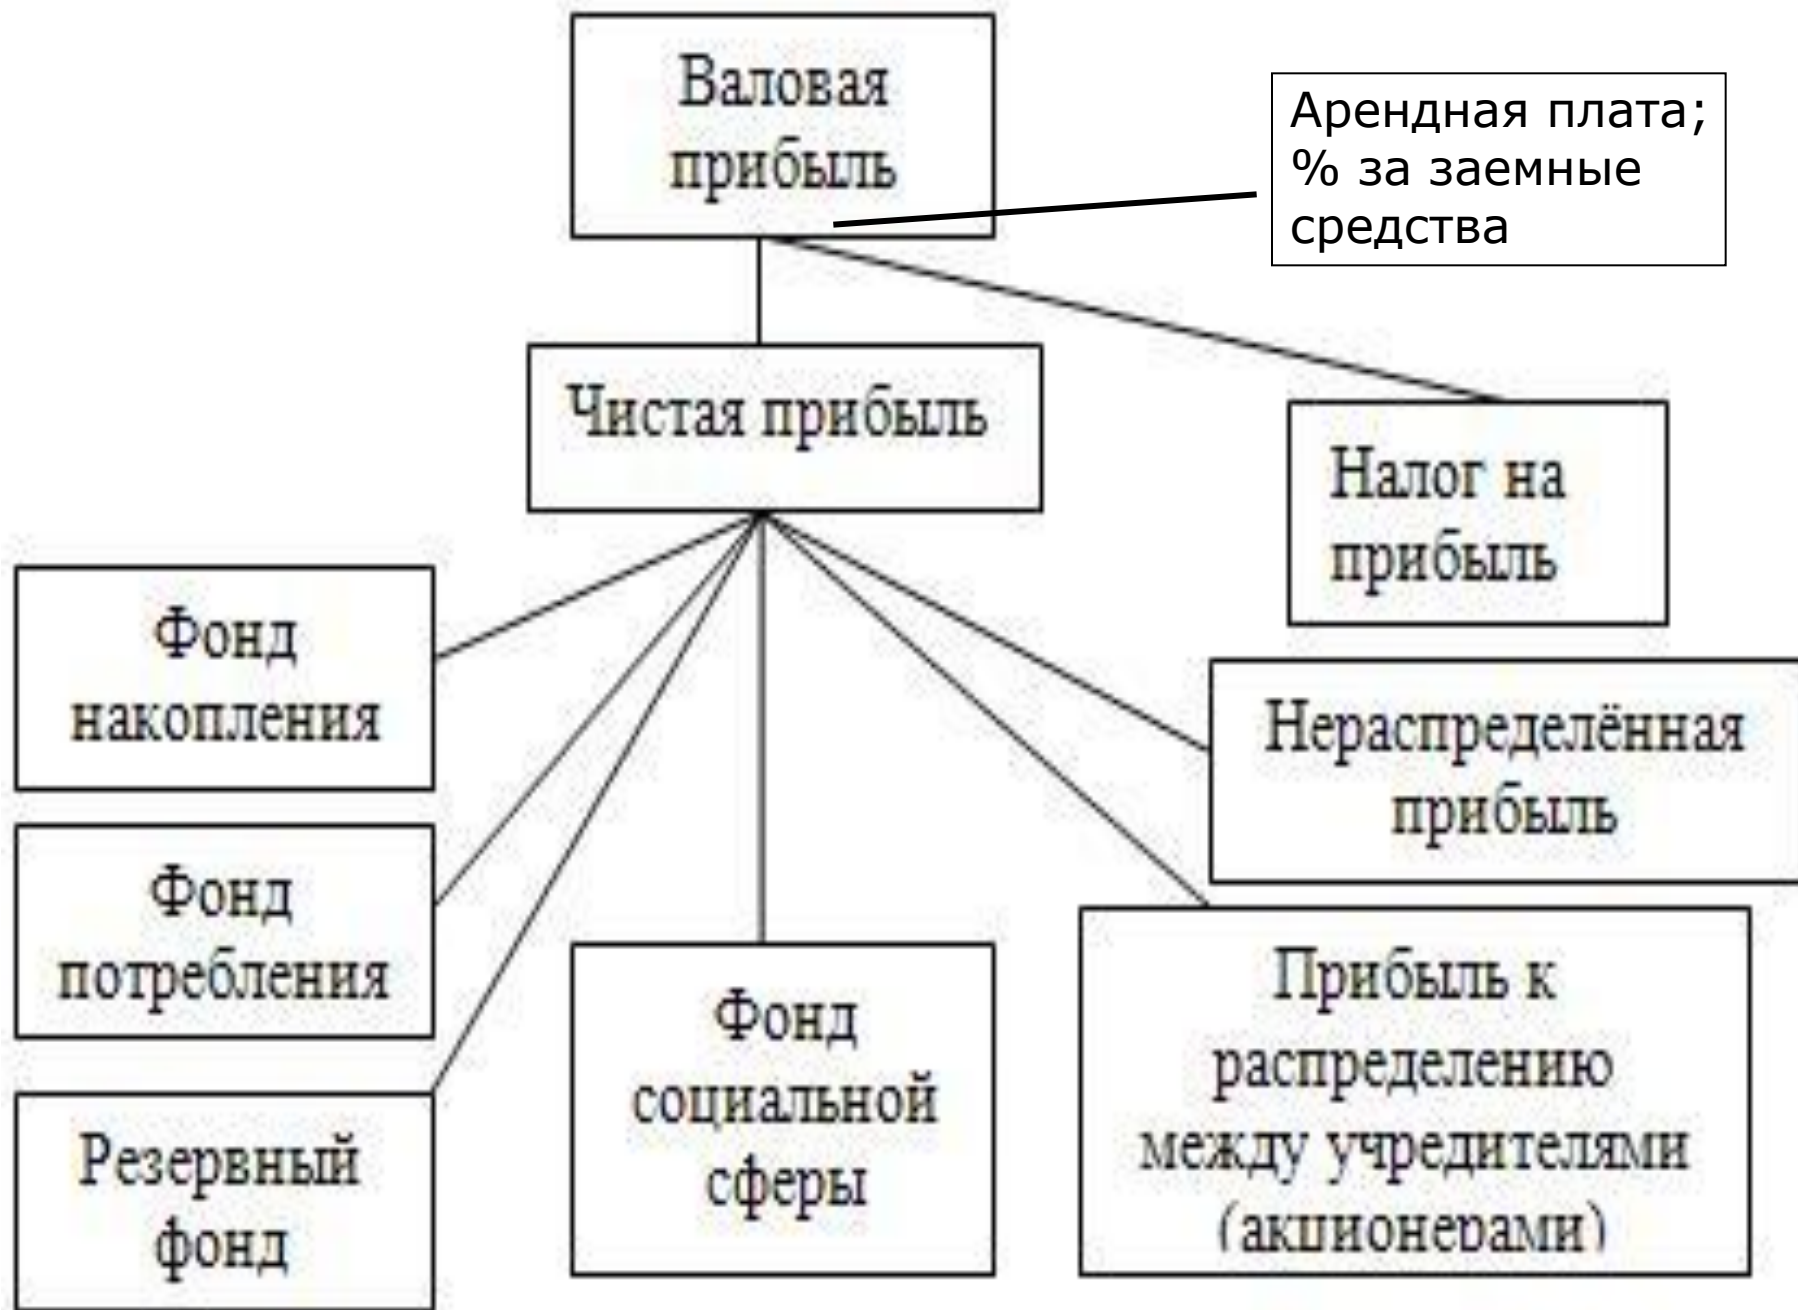 Валовая
прибыль
Арендная плата;
% за заемные
средства
Чистая прибыль
Налог на
прибыль
Фонд
накопления
Нераспределённая
прибыль
Фонд
потребления
Фонд
социальной
сферы
Прибыль к
распределению
между учредителями
(акционерами)
Резервный
фонд